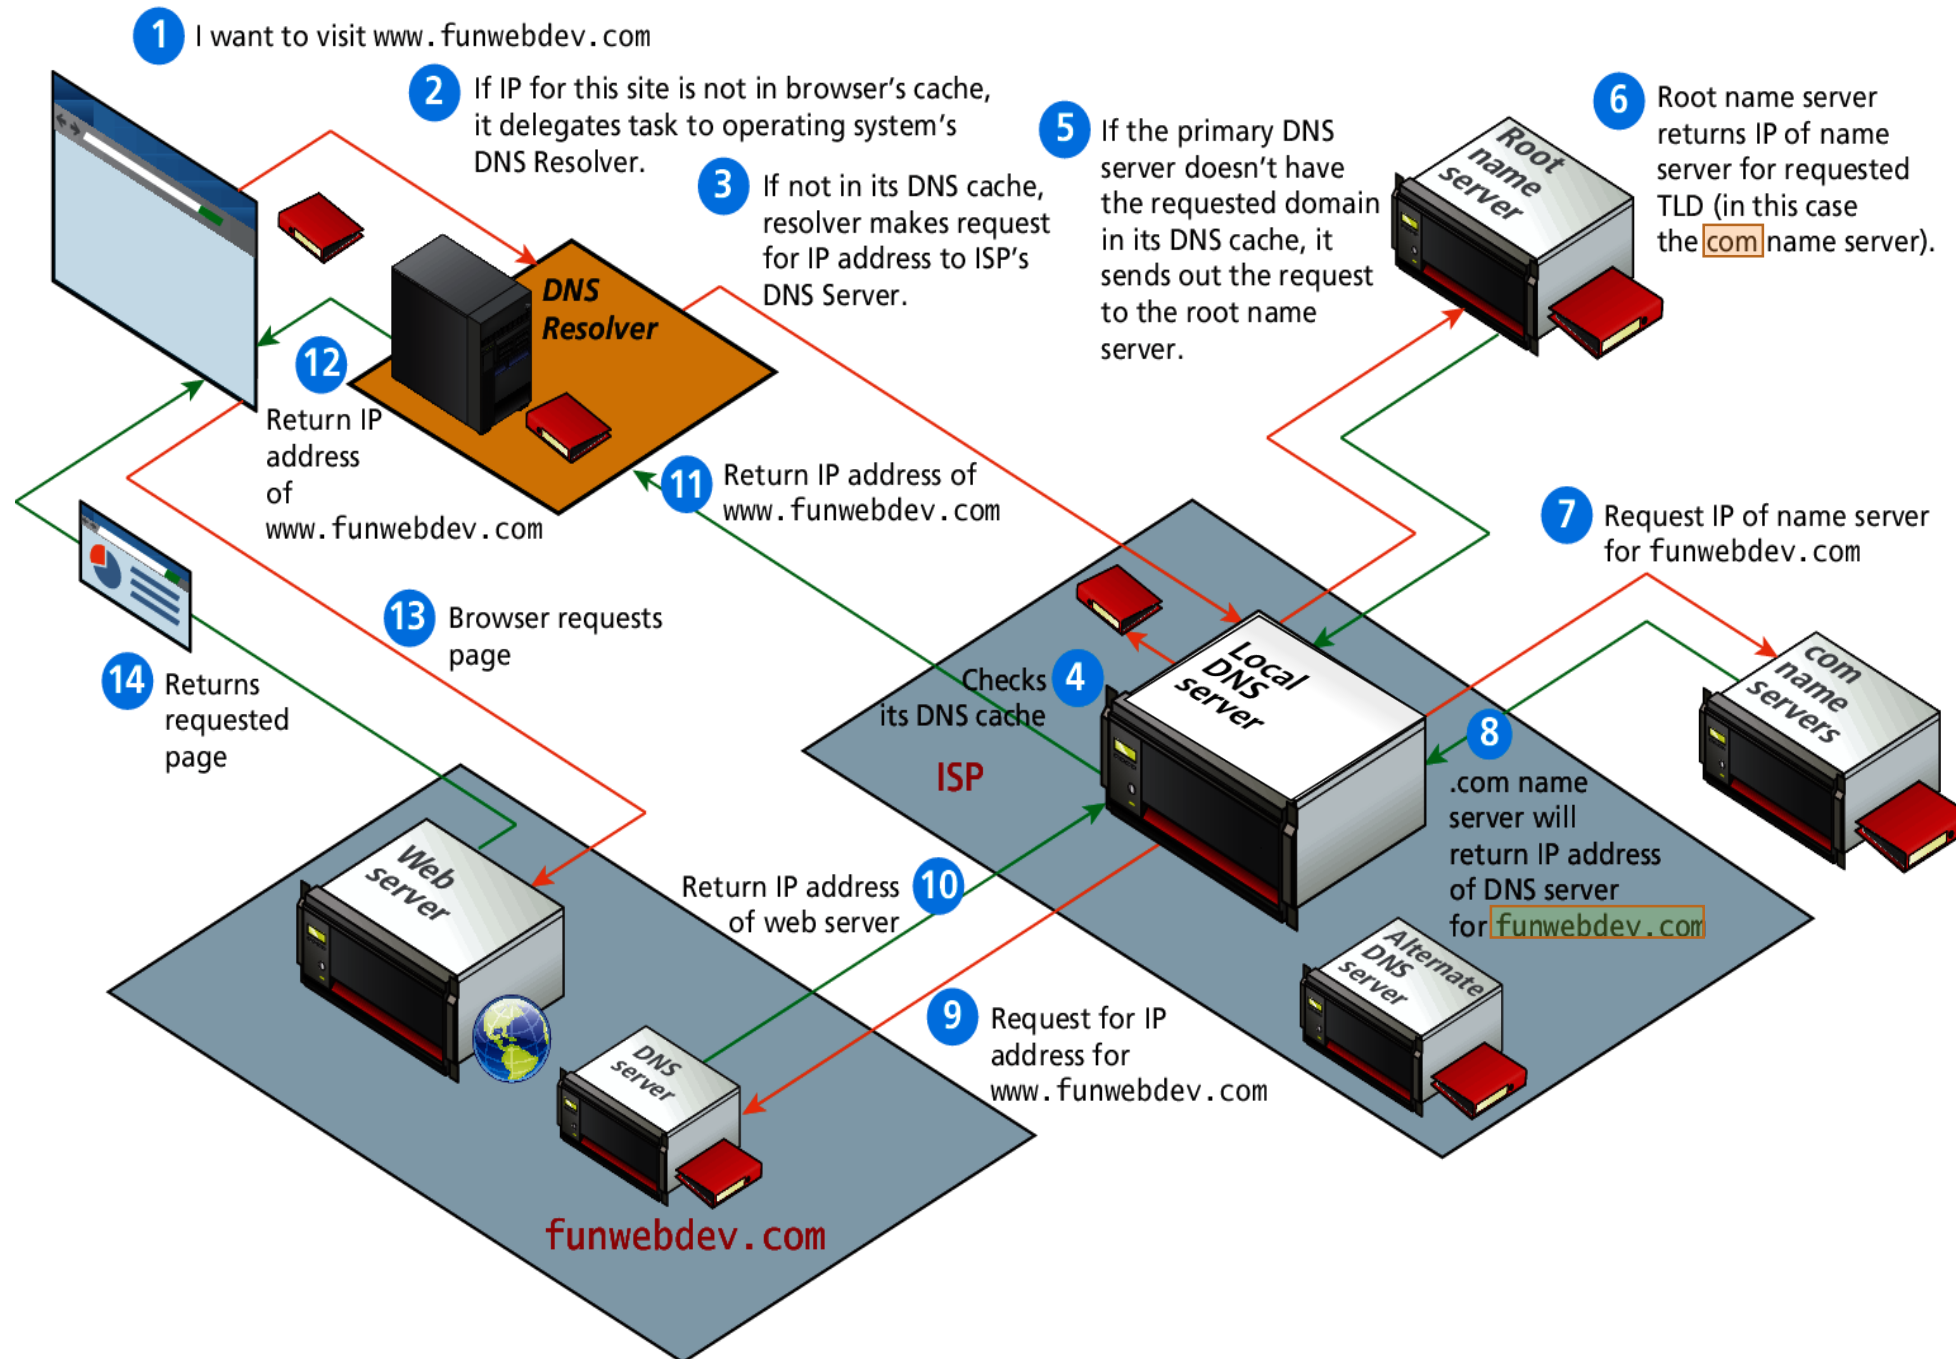 1 I want to visit www.funwebdev.com
2 If IP for this site is not in browser's cache,
it delegates task to operating system's
DNS Resolver.
3 If not in its DNS cache,
resolver makes request
for IP address to ISP's
DNS Server.
5 If the primary DNS
server doesn't have
the requested domain
in its DNS cache, it
sends out the request
to the root name
server.
6 Root name server
returns IP of name
server for requested
TLD (in this case
the com name server).
Root
name
server
DNS
Resolver
12
Return IP
address
of
www.funwebdev.com
11 Return IP address of
www.funwebdev.com
7 Request IP of name server
for funwebdev.com
13 Browser requests
page
14 Returns
requested
page
Checks 4
its DNS cache
Local
DNS
server
ISP
com
name
servers
8
.com name
server will
return IP address
of DNS server
for funwebdev.com
Web
server
Return IP address 10
of web server
Alternate
DNS
server
9 Request for IP
address for
www.funwebdev.com
DNS
server
funwebdev.com